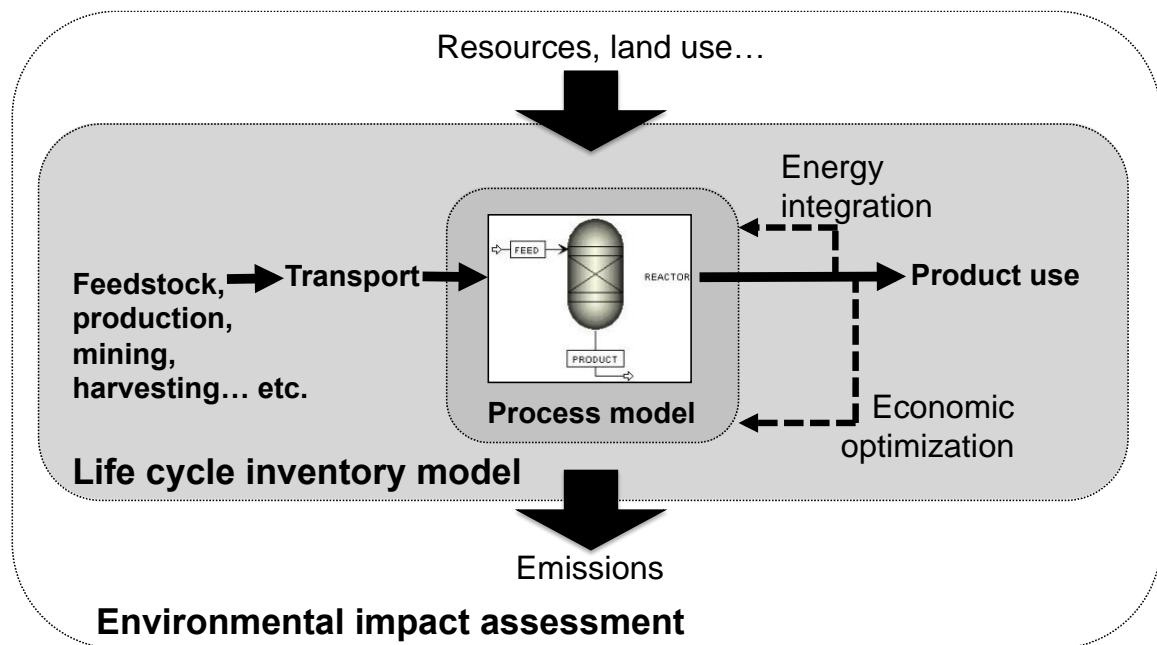 Resources, land use…
Energy
integration
Feedstock,
production,
mining,
harvesting… etc.
Transport
FEED
REACTOR
PRODUCT
Process model
Product use
Economic
optimization
Life cycle inventory model
Emissions
Environmental impact assessment